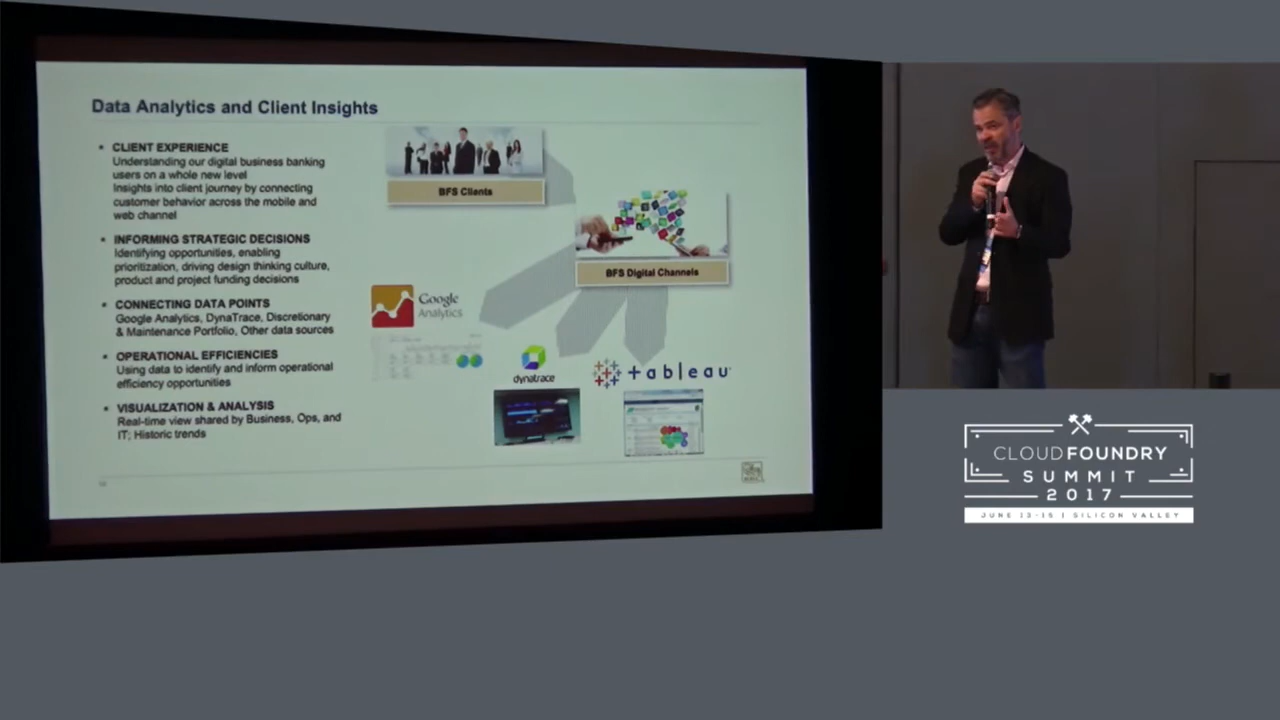 Data Analytics and Client Insights
• CLIENT EXPERIENCE
Understanding our digital business banking
users on a whole new level
Insights into client journey by connecting
customer behavior across the mobile and
web channel
• INFORMING STRATEGIC DECISIONS
Identifying opportunities, enabling
prioritization, driving design thinking culture,
product and project funding decisions
• CONNECTING DATA POINTS
Google Analytics, DynaTrace, Discretionary
& Maintenance Portfolio, Other data sources
• OPERATIONAL EFFICIENCIES
Using data to identify and inform operational
efficiency opportunities
• VISUALIZATION & ANALYSIS
Real-time view shared by Business, Ops, and
IT; Historic trends
BFS Clients
BFS Digital Channels
Google
Analytics
dynatrace
+tableau
CLOUDFOUNDRY
SUMMIT
2017
JUNE 13-15 | SILICON VALLEY